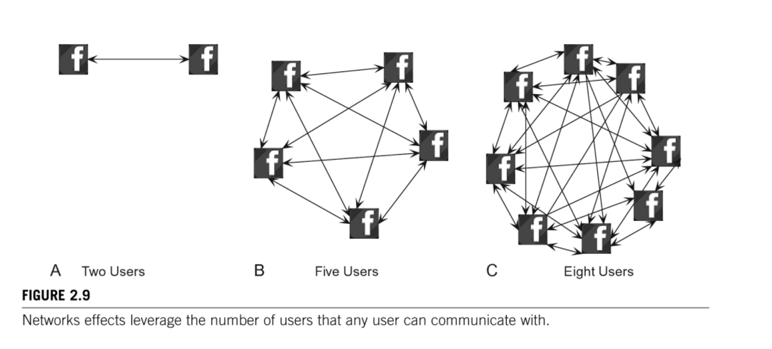 f f
f f f f f
f f f f f f f f
A Two Users B Five Users C Eight Users
FIGURE 2.9
Networks effects leverage the number of users that any user can communicate with.